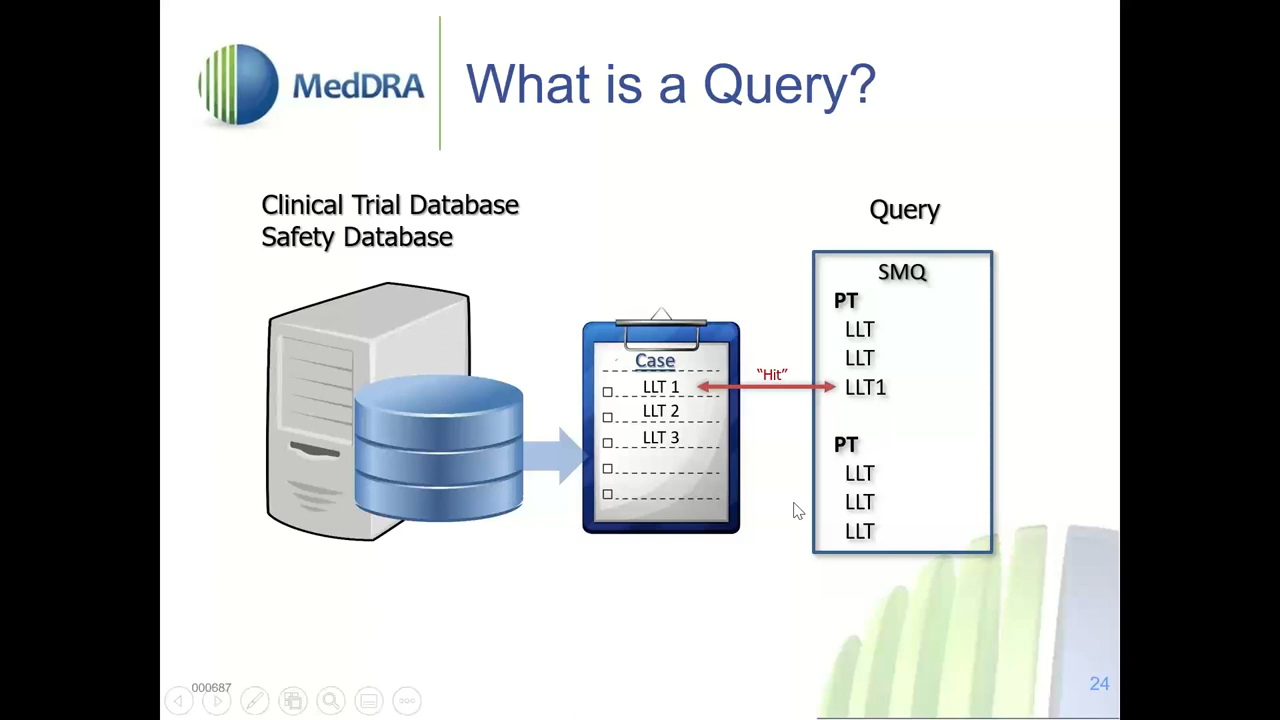 MedDRA
What is a Query?
Clinical Trial Database
Safety Database
Case
LLT 1
LLT 2
LLT 3
"Hit"
Query
SMQ
PT
LLT
LLT
LLT1
PT
LLT
LLT
LLT
000687
24